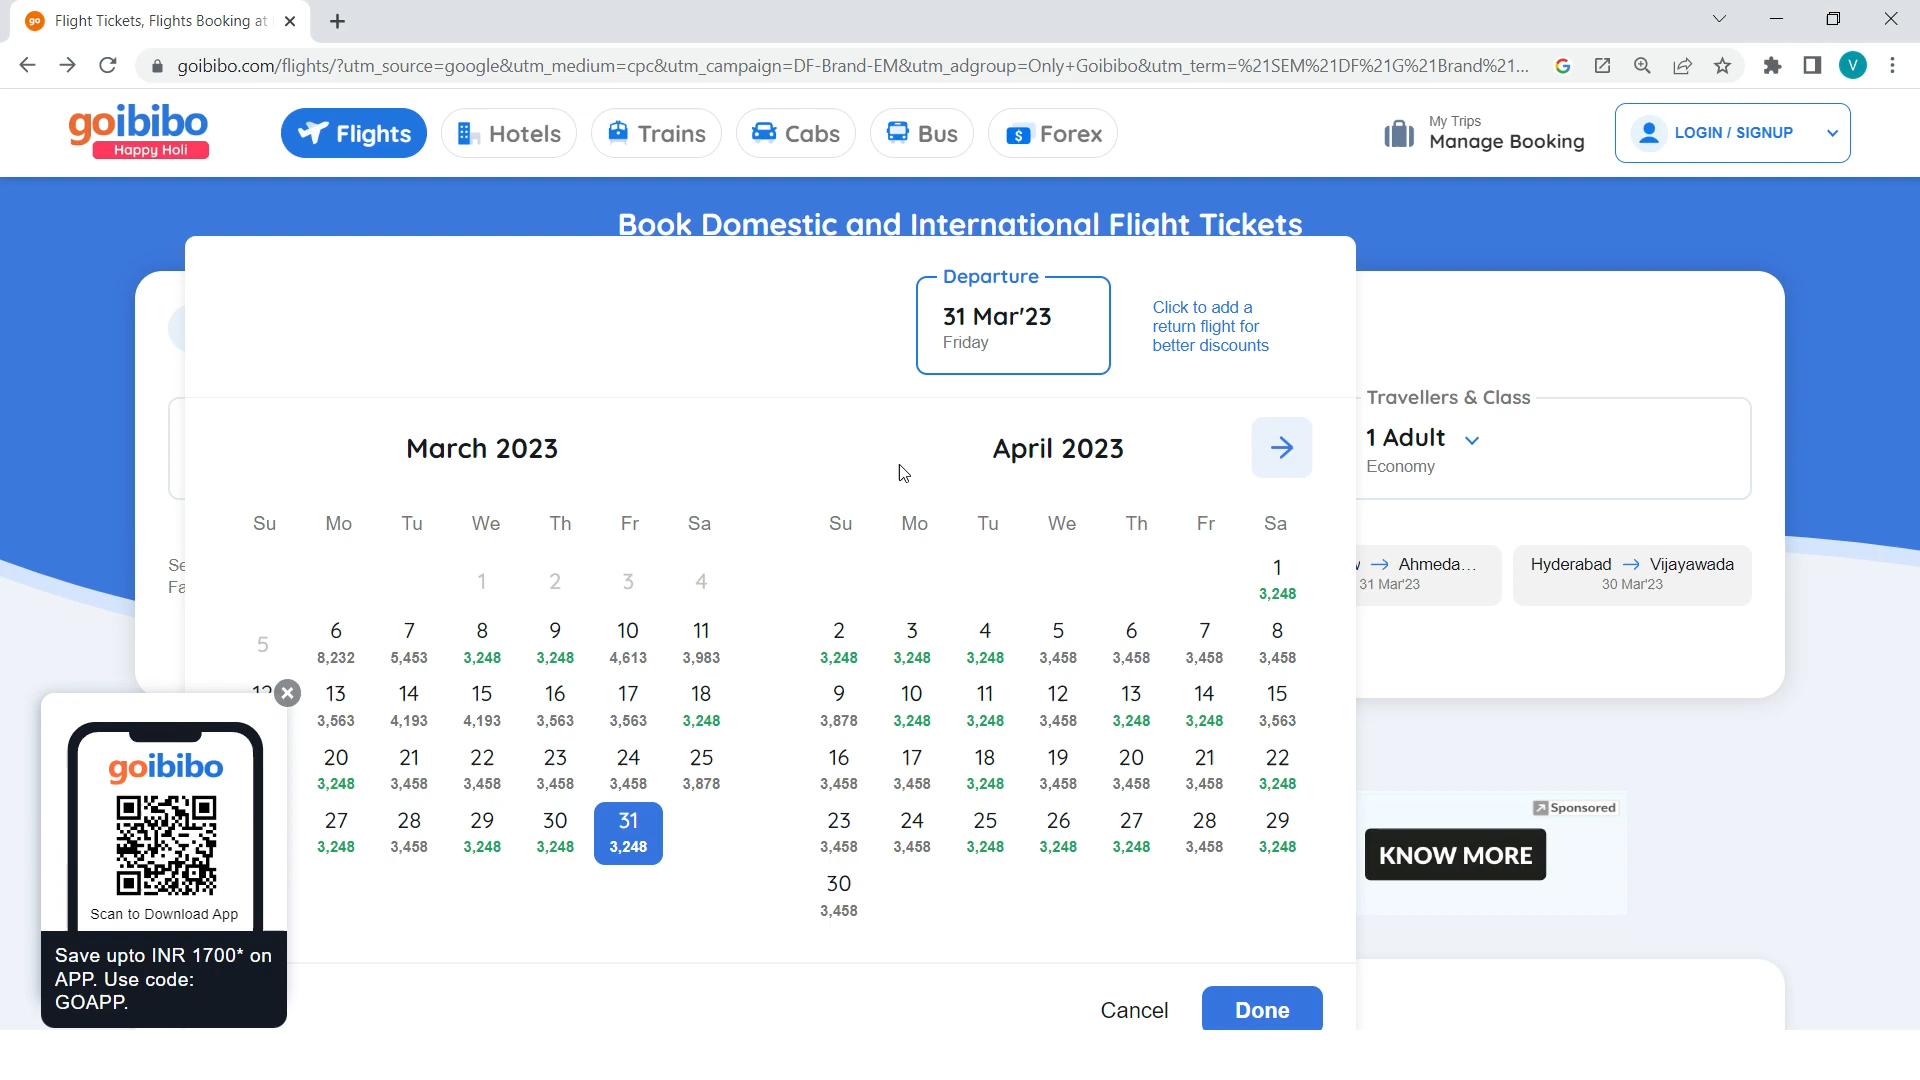 go Flight Tickets, Flights Booking at
goibibo.com/flights/?utm_source=google&utm_medium=cpc&utm_campaign=DF-Brand-EM&utm_adgroup=Only+Goibibo&utm_term=%21SEM%21DF%21G%21Brand%21...
V
goibibo
Happy Holi
Flights
Hotels
Trains
Cabs
Bus
$ Forex
My Trips
Manage Booking
LOGIN / SIGNUP
Book Domestic and International Flight Tickets
Departure
31 Mar'23
Friday
Click to add a
return flight for
better discounts
Travellers & Class
1 Adult
Economy
March 2023
Su Mo Tu We Th Fr Sa
1 2 3 4
5 6 7 8 9 10 11
8,232 5,453 3,248 3,248 4,613 3,983
12 13 14 15 16 17 18
3,563 4,193 4,193 3,563 3,563 3,248
20 21 22 23 24 25
3,248 3,458 3,458 3,458 3,458 3,878
27 28 29 30 31
3,248 3,458 3,248 3,248 3,248
April 2023
Su Mo Tu We Th Fr Sa
1
3,248
2 3 4 5 6 7 8
3,248 3,248 3,248 3,458 3,458 3,458 3,458
9 10 11 12 13 14 15
3,878 3,248 3,248 3,458 3,248 3,248 3,563
16 17 18 19 20 21 22
3,458 3,458 3,248 3,458 3,458 3,458 3,248
23 24 25 26 27 28 29
3,458 3,458 3,248 3,248 3,248 3,458 3,248
30
3,458
Cancel
Done
Se
Fa
→ Ahmeda...
31 Mar'23
Hyderabad → Vijayawada
30 Mar'23
Sponsored
KNOW MORE
goibibo
Scan to Download App
Save upto INR 1700* on
APP. Use code:
GOAPP.